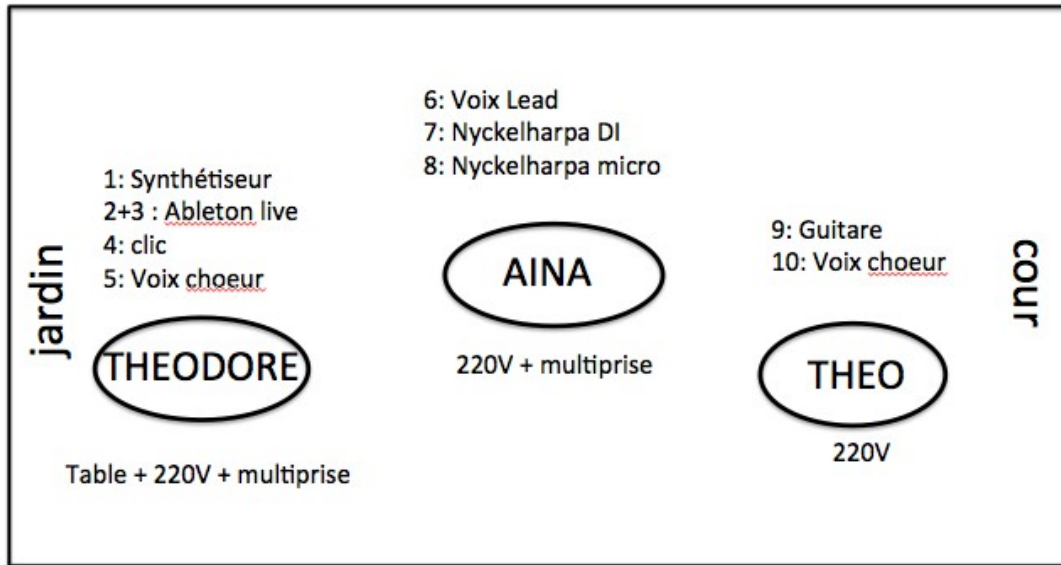 6: Voix Lead
7: Nyckelharpa DI
8: Nyckelharpa micro
1: Synthétiseur
2+3 : Ableton live
4: clic
5: Voix choeur
9: Guitare
10: Voix choeur
jardin
cour
AINA
THEODORE
THEO
220V + multiprise
220V
Table + 220V + multiprise